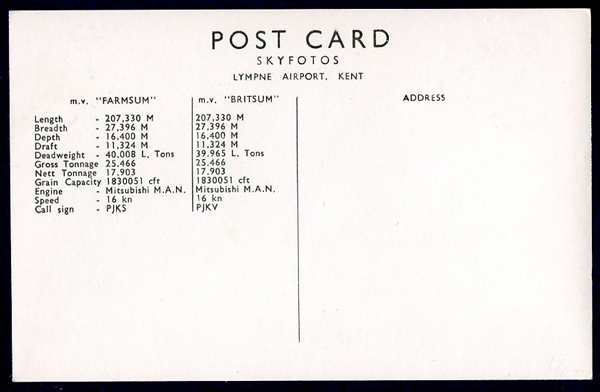 POST CARD
SKYFOTOS
LYMPNE AIRPORT, KENT
m.v. "FARMSUM" m.v. "BRITSUM" ADDRESS
Length - 207,330 M 207,330 M
Breadth - 27,396 M 27,396 M
Depth - 16,400 M 16,400 M
Draft - 11,324 M 11,324 M
Deadweight - 40,008 L. Tons 39.965 L. Tons
Gross Tonnage 25.466 25.466
Nett Tonnage 17.903 17.903
Grain Capacity 1830051 cft 1830051 cft
Engine - Mitsubishi M.A.N. Mitsubishi M.A.N.
Speed - 16 kn 16 kn
Call sign - PJKS PJKV